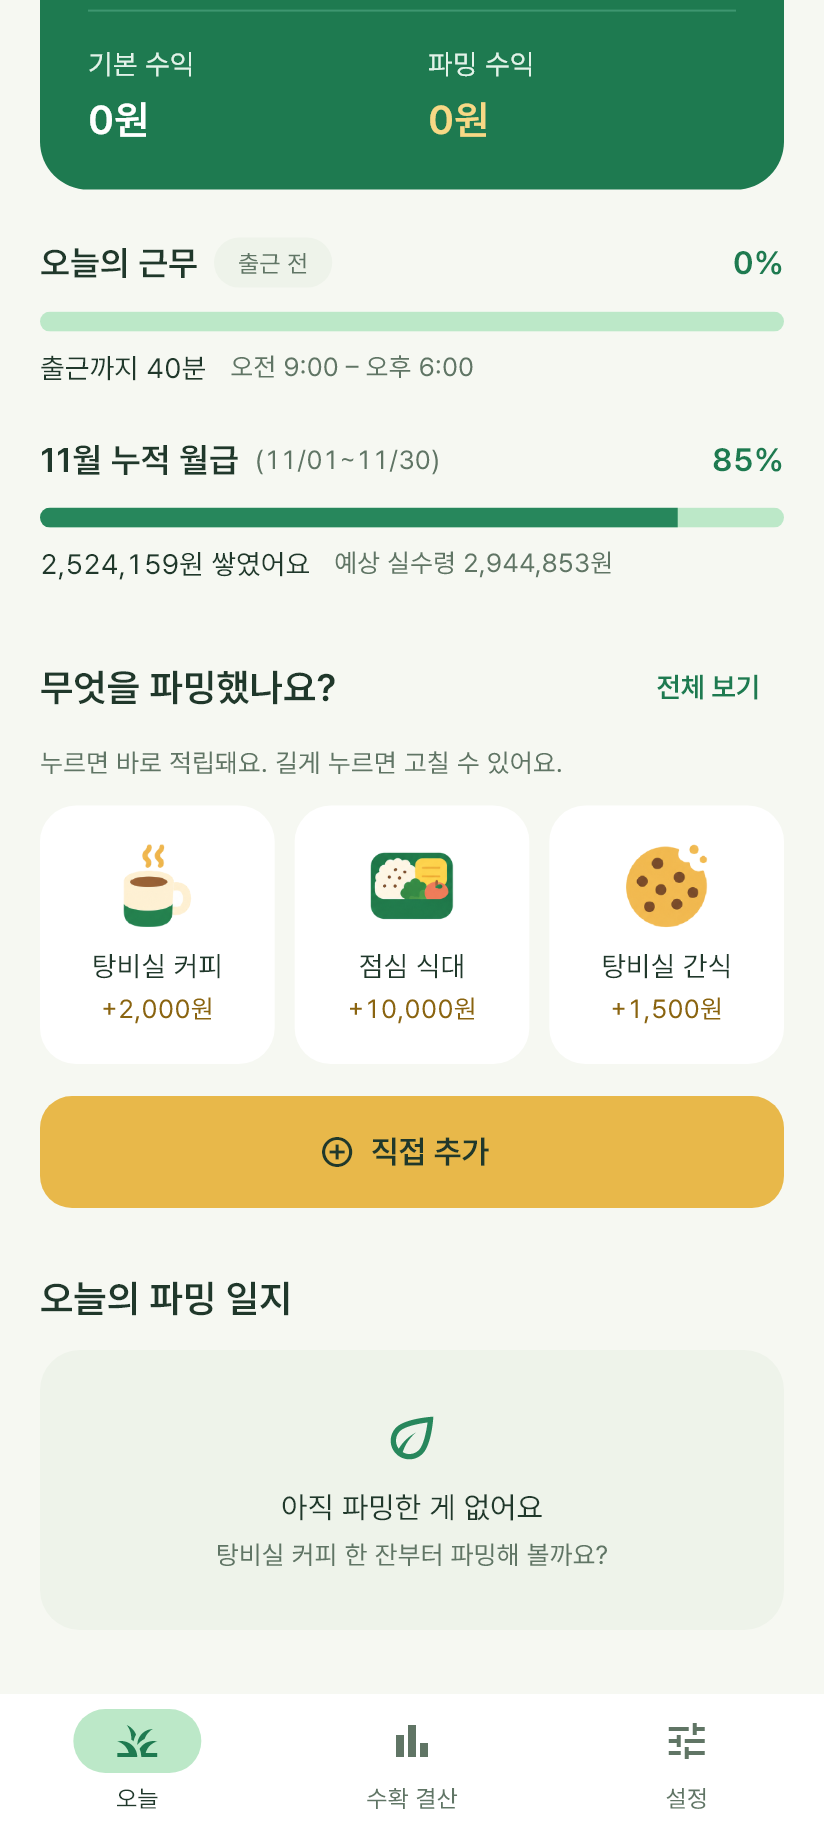 기본 수익 파밍 수익
0원 0원
오늘의 근무 출근 전 0%
출근까지 40분 오전 9:00 – 오후 6:00
11월 누적 월급 (11/01~11/30) 85%
2,524,159원 쌓였어요 예상 실수령 2,944,853원
무엇을 파밍했나요? 전체 보기
누르면 바로 적립돼요. 길게 누르면 고칠 수 있어요.
탕비실 커피 점심 식대 탕비실 간식
+2,000원 +10,000원 +1,500원
직접 추가
오늘의 파밍 일지
아직 파밍한 게 없어요
탕비실 커피 한 잔부터 파밍해 볼까요?
오늘 수확 결산 설정